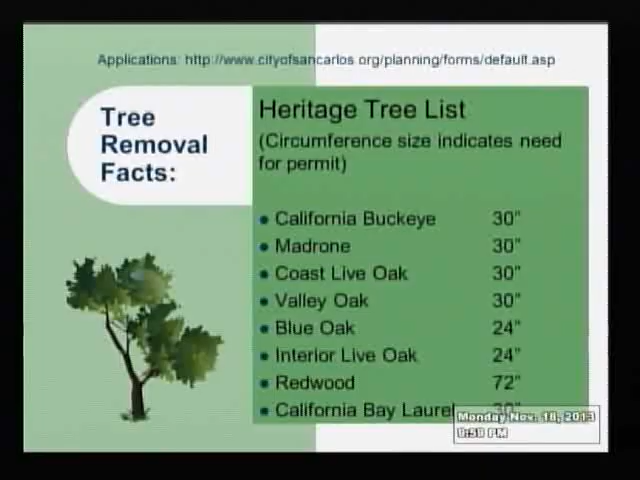 Applications: http://www.cityofsancarlos.org/planning/forms/default.asp
Tree
Removal
Facts:
Heritage Tree List
(Circumference size indicates need
for permit)
• California Buckeye 30”
• Madrone 30”
• Coast Live Oak 30”
• Valley Oak 30”
• Blue Oak 24”
• Interior Live Oak 24”
• Redwood 72”
• California Bay Laurel 30”
Monday Nov. 18, 2013